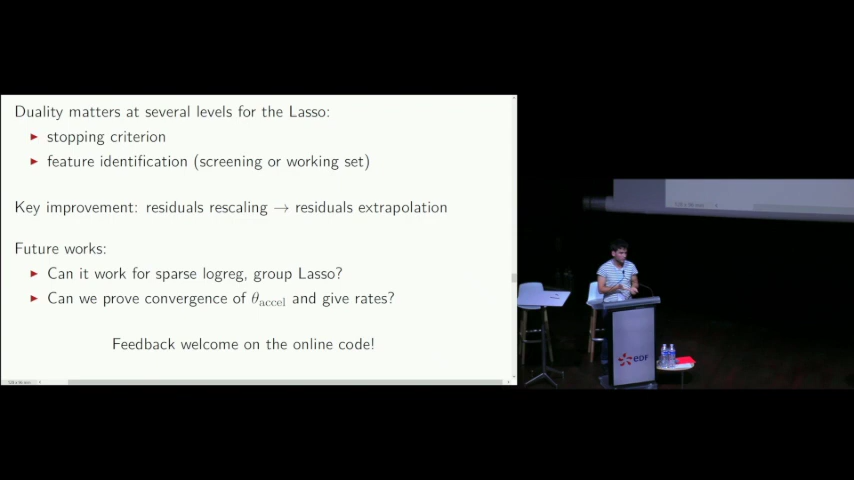 Duality matters at several levels for the Lasso:
▶ stopping criterion
▶ feature identification (screening or working set)
Key improvement: residuals rescaling → residuals extrapolation
Future works:
▶ Can it work for sparse logreg, group Lasso?
▶ Can we prove convergence of θaccel and give rates?
Feedback welcome on the online code!
eDF